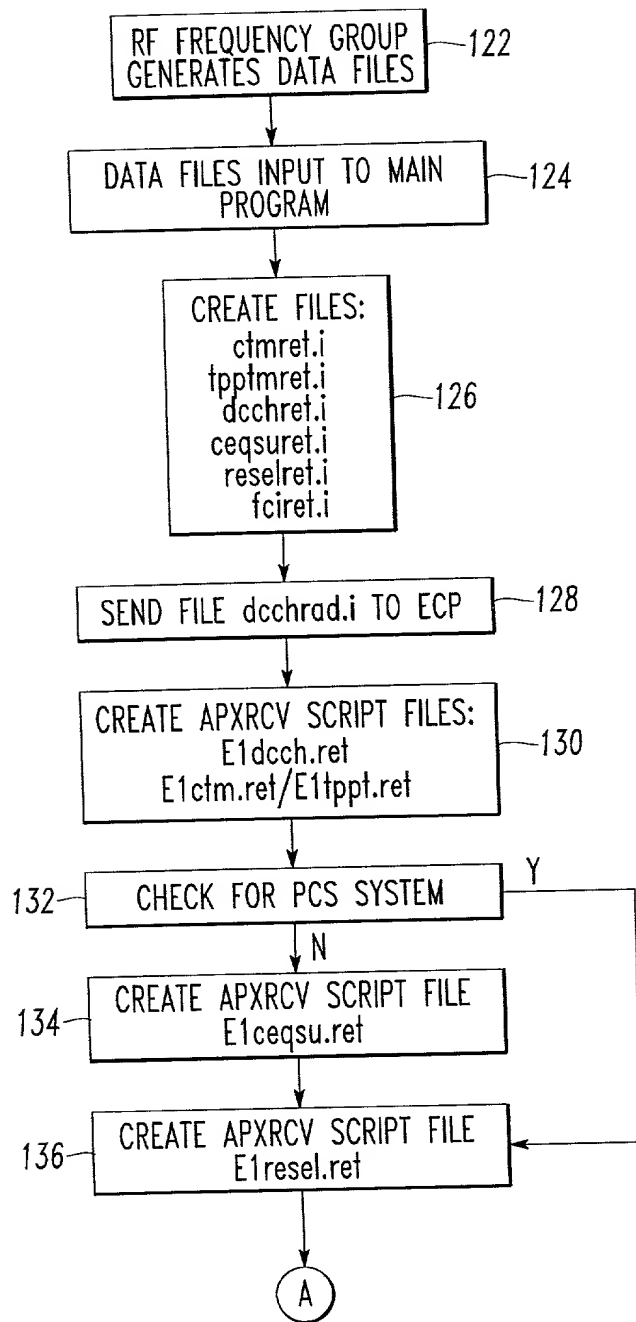 RF FREQUENCY GROUP
GENERATES DATA FILES
122
DATA FILES INPUT TO MAIN
PROGRAM
124
CREATE FILES:
ctmret.i
tpptmret.i
dcchret.i
ceqsuret.i
reselret.i
fciret.i
126
SEND FILE dcchrad.i TO ECP
128
CREATE APXRCV SCRIPT FILES:
E1dcch.ret
E1ctm.ret/E1tppt.ret
130
132
CHECK FOR PCS SYSTEM
Y
N
134
CREATE APXRCV SCRIPT FILE
E1ceqsu.ret
136
CREATE APXRCV SCRIPT FILE
E1resel.ret
A